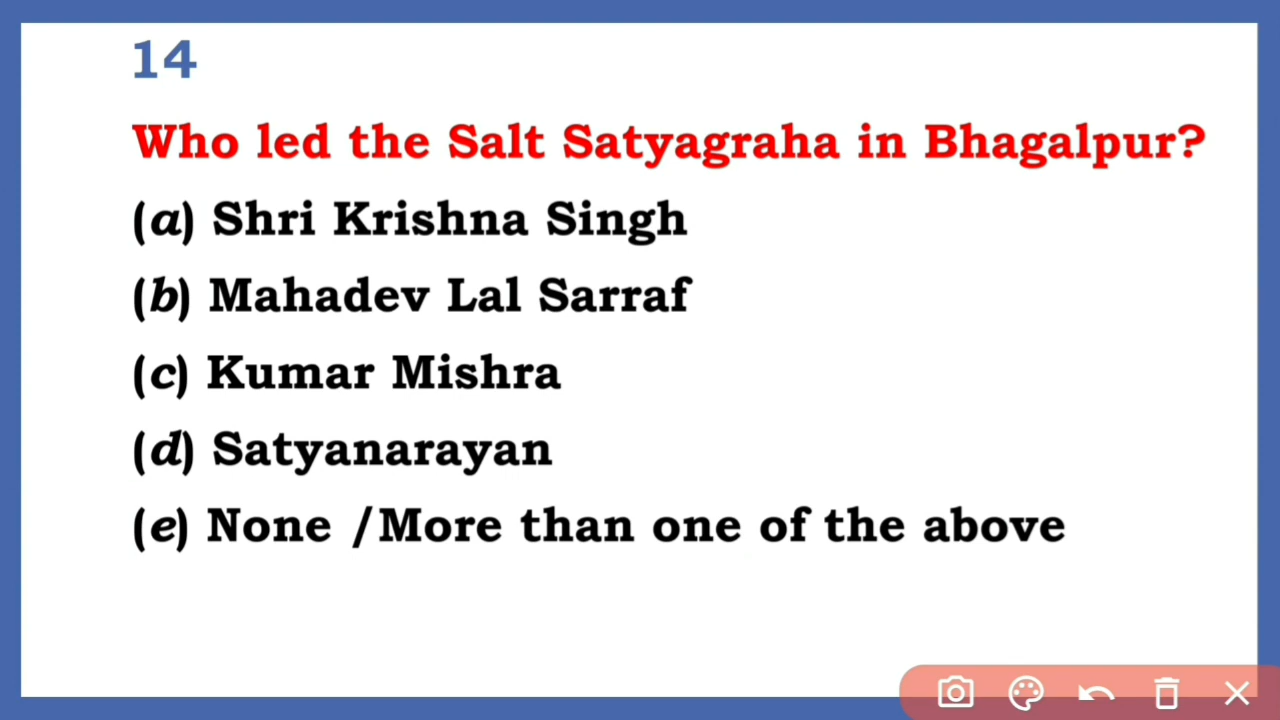 14
Who led the Salt Satyagraha in Bhagalpur?
(a) Shri Krishna Singh
(b) Mahadev Lal Sarraf
(c) Kumar Mishra
(d) Satyanarayan
(e) None /More than one of the above